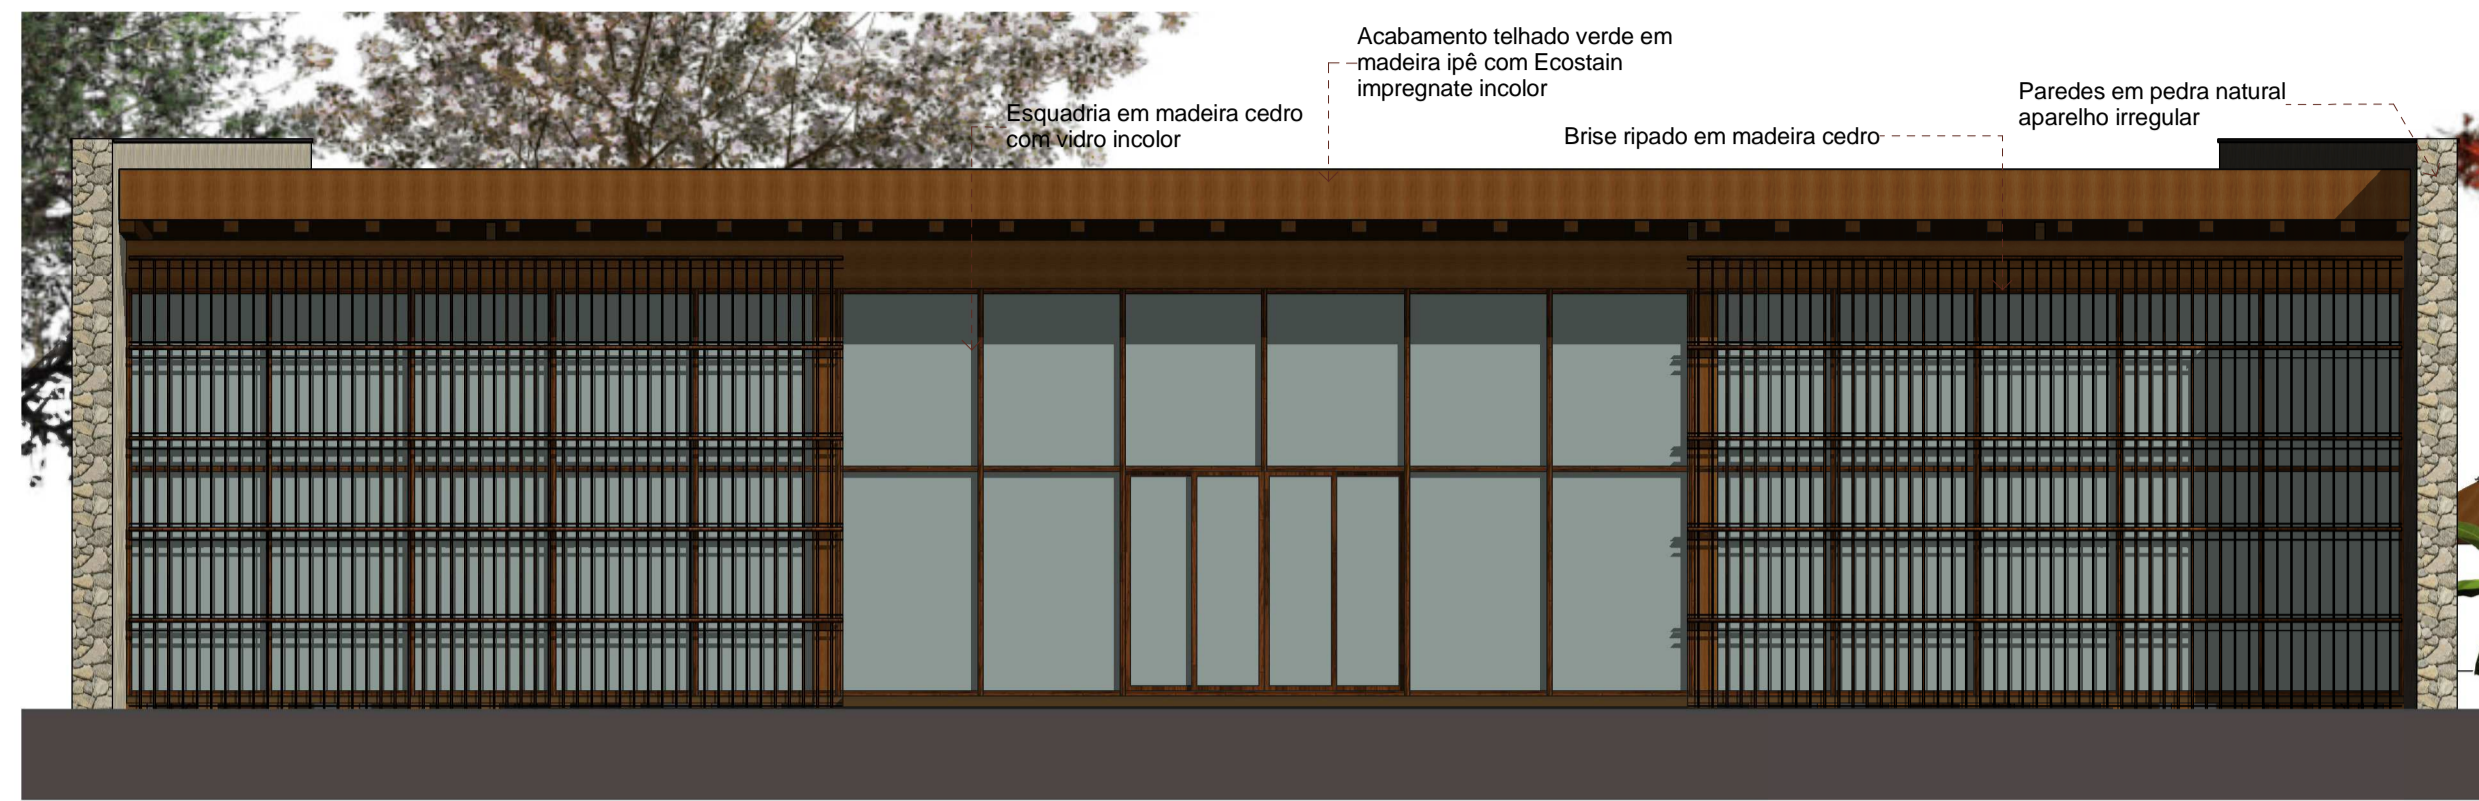 Acabamento telhado verde em
madeira ipê com Ecostain
impregnate incolor
Esquadria em madeira cedro
com vidro incolor
Brise ripado em madeira cedro
Paredes em pedra natural
aparelho irregular